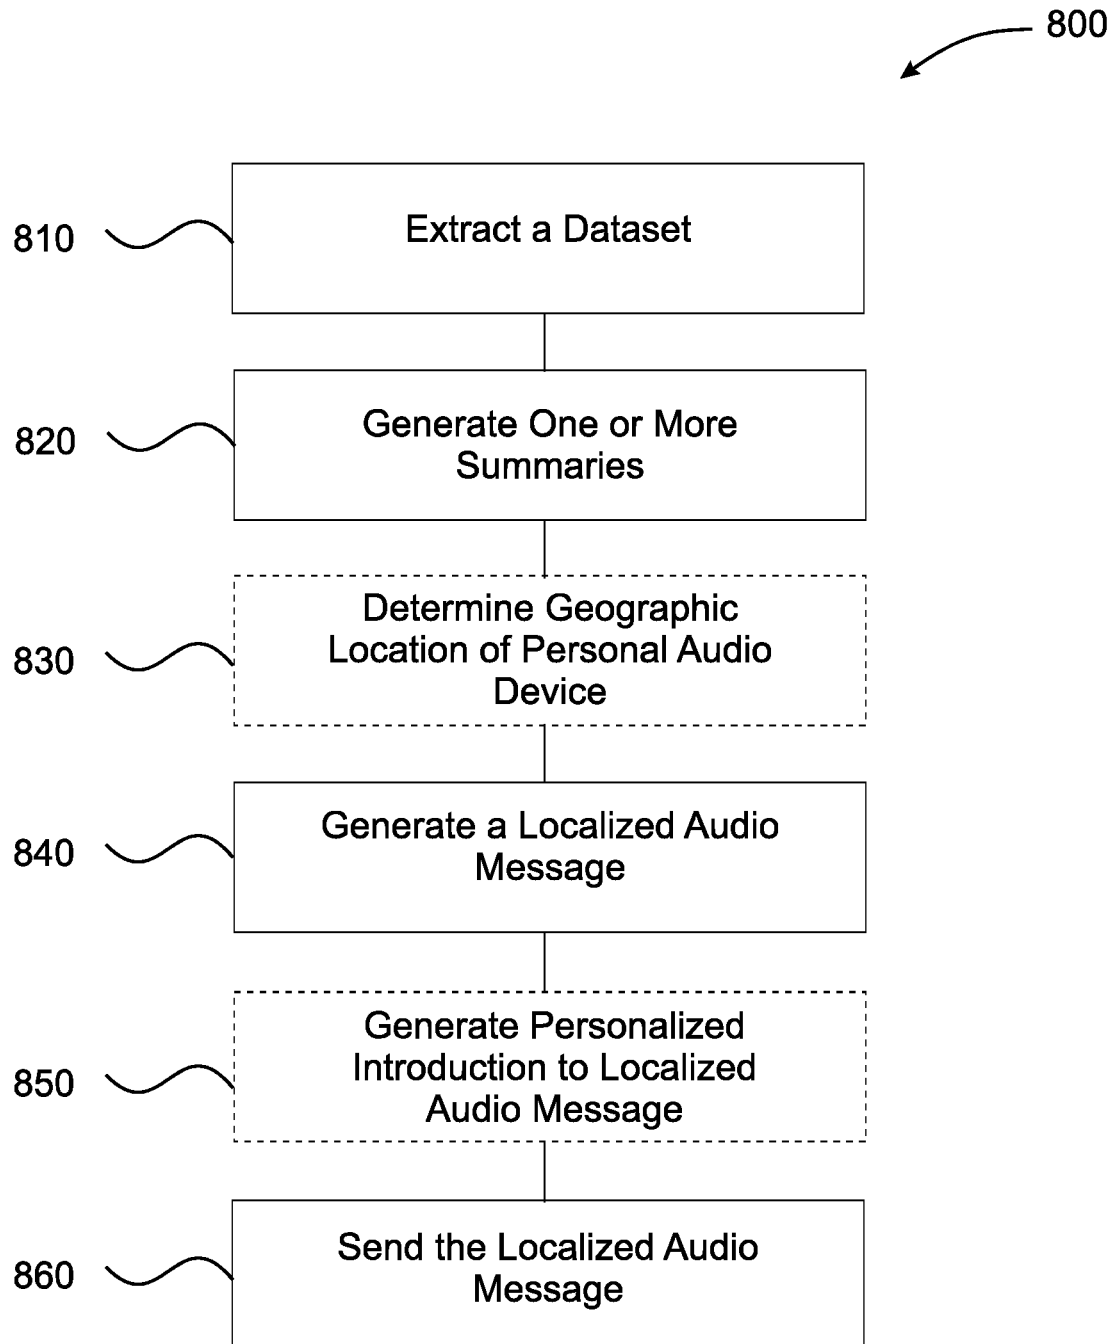 800
810
Extract a Dataset
820
Generate One or More
Summaries
830
Determine Geographic
Location of Personal Audio
Device
840
Generate a Localized Audio
Message
850
Generate Personalized
Introduction to Localized
Audio Message
860
Send the Localized Audio
Message